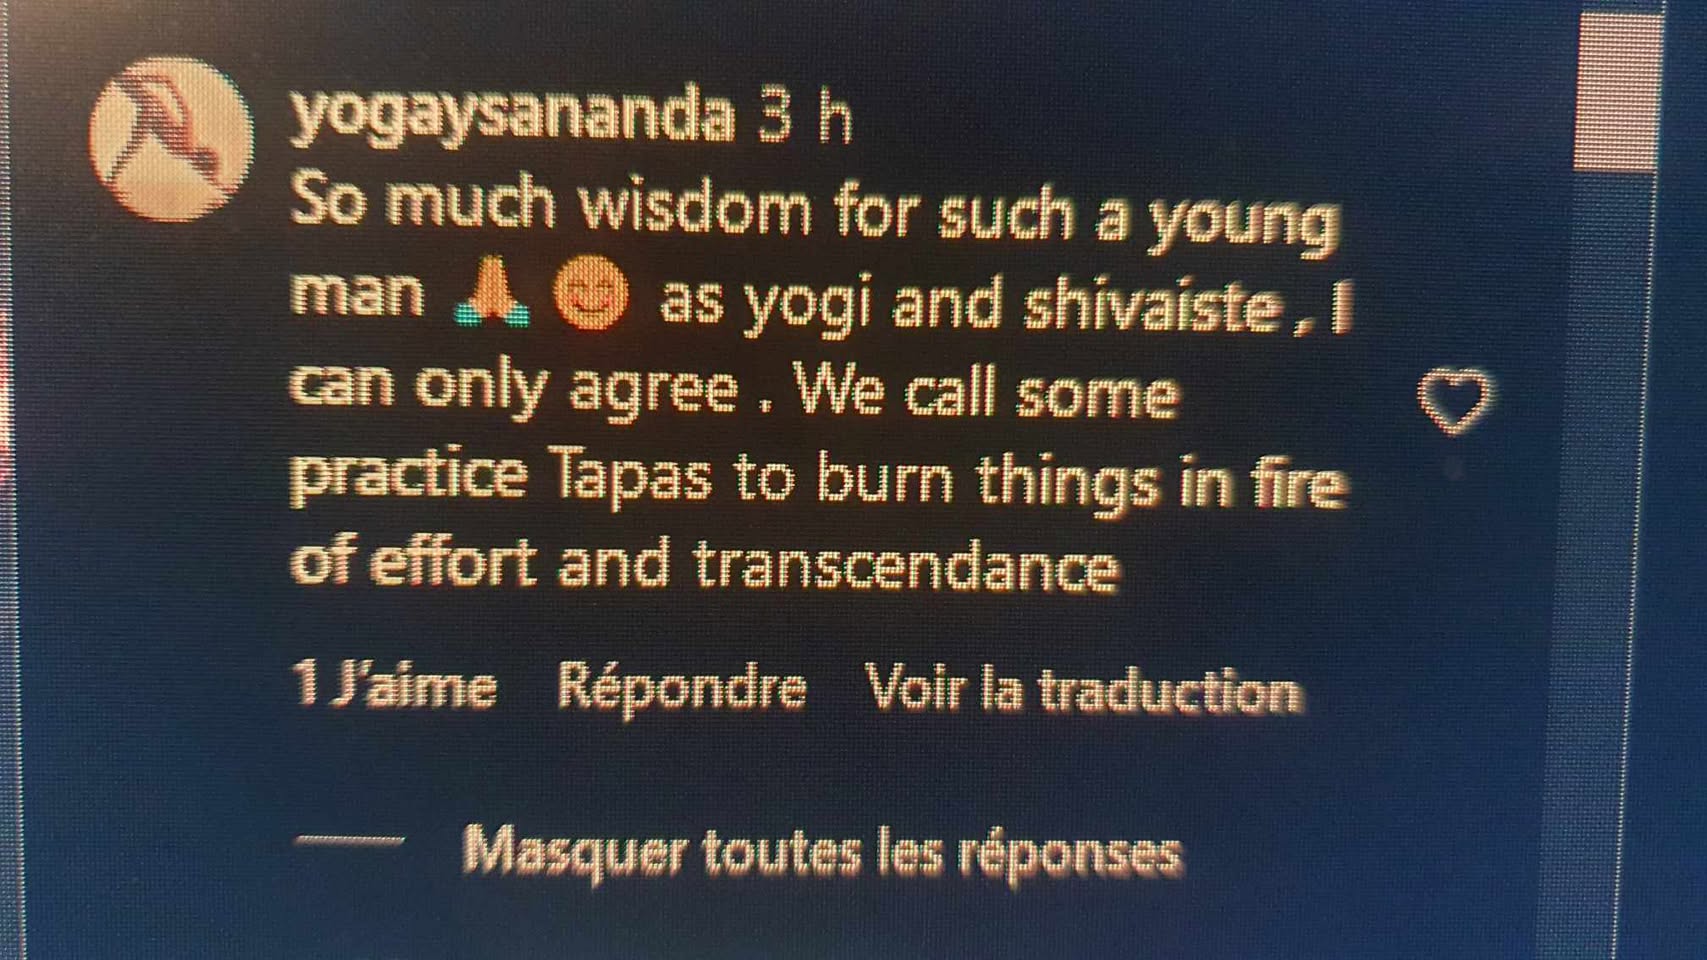 yogaysananda 3 h
So much wisdom for such a young
man 🙏😊 as yogi and shivaiste , I
can only agree . We call some
practice Tapas to burn things in fire
of effort and transcendance
1 J'aime Répondre Voir la traduction
Masquer toutes les réponses